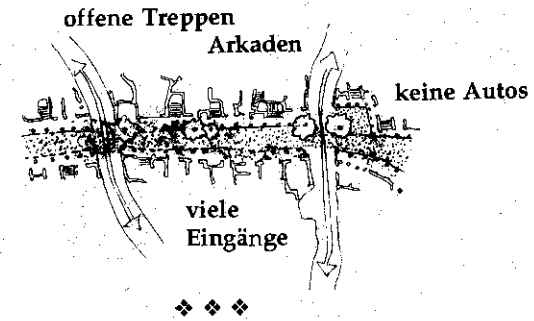 offene Treppen
Arkaden
keine Autos
viele
Eingänge
❖ ❖ ❖